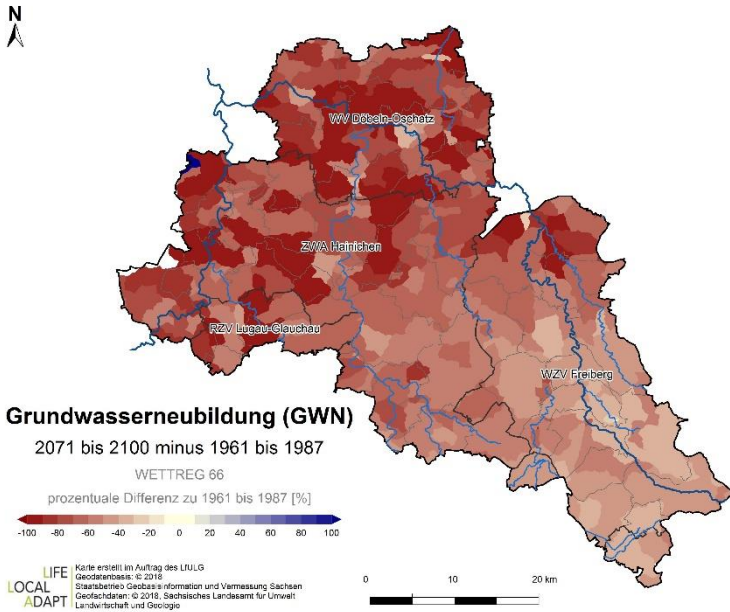 N
WV Döbeln-Oschatz
ZWA Hainichen
RZV Lugau-Glauchau
WZV Freiberg
Grundwasserneubildung (GWN)
2071 bis 2100 minus 1961 bis 1987
WETTREG 66
prozentuale Differenz zu 1961 bis 1987 [%]
-100 -80 -60 -40 -20 0 20 40 60 80 100
LIFE
LOCAL
ADAPT
Karte erstellt im Auftrag des LfULG
Geodatenbasis: © 2018
Staatsbetrieb Geobasisinformation und Vermessung Sachsen
Geofachdaten: © 2018, Sächsisches Landesamt für Umwelt
Landwirtschaft und Geologie
0 10 20 km